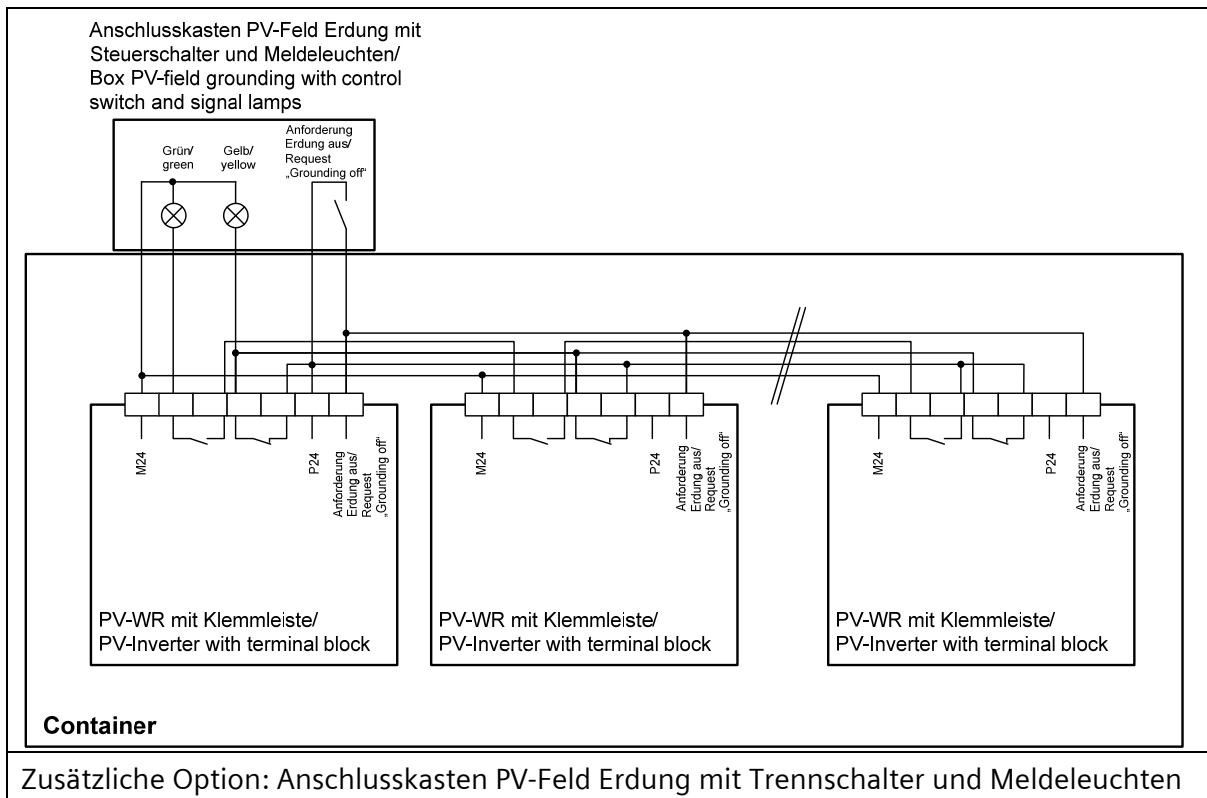 Anschlusskasten PV-Feld Erdung mit
Steuerschalter und Meldeleuchten/
Box PV-field grounding with control
switch and signal lamps
Grün/
green
Gelb/
yellow
Anforderung
Erdung aus/
Request
„Grounding off“
M24
P24
Anforderung
Erdung aus/
Request
„Grounding off“
M24
P24
Anforderung
Erdung aus/
Request
„Grounding off“
M24
P24
Anforderung
Erdung aus/
Request
„Grounding off“
PV-WR mit Klemmleiste/
PV-Inverter with terminal block
PV-WR mit Klemmleiste/
PV-Inverter with terminal block
PV-WR mit Klemmleiste/
PV-Inverter with terminal block
Container
Zusätzliche Option: Anschlusskasten PV-Feld Erdung mit Trennschalter und Meldeleuchten